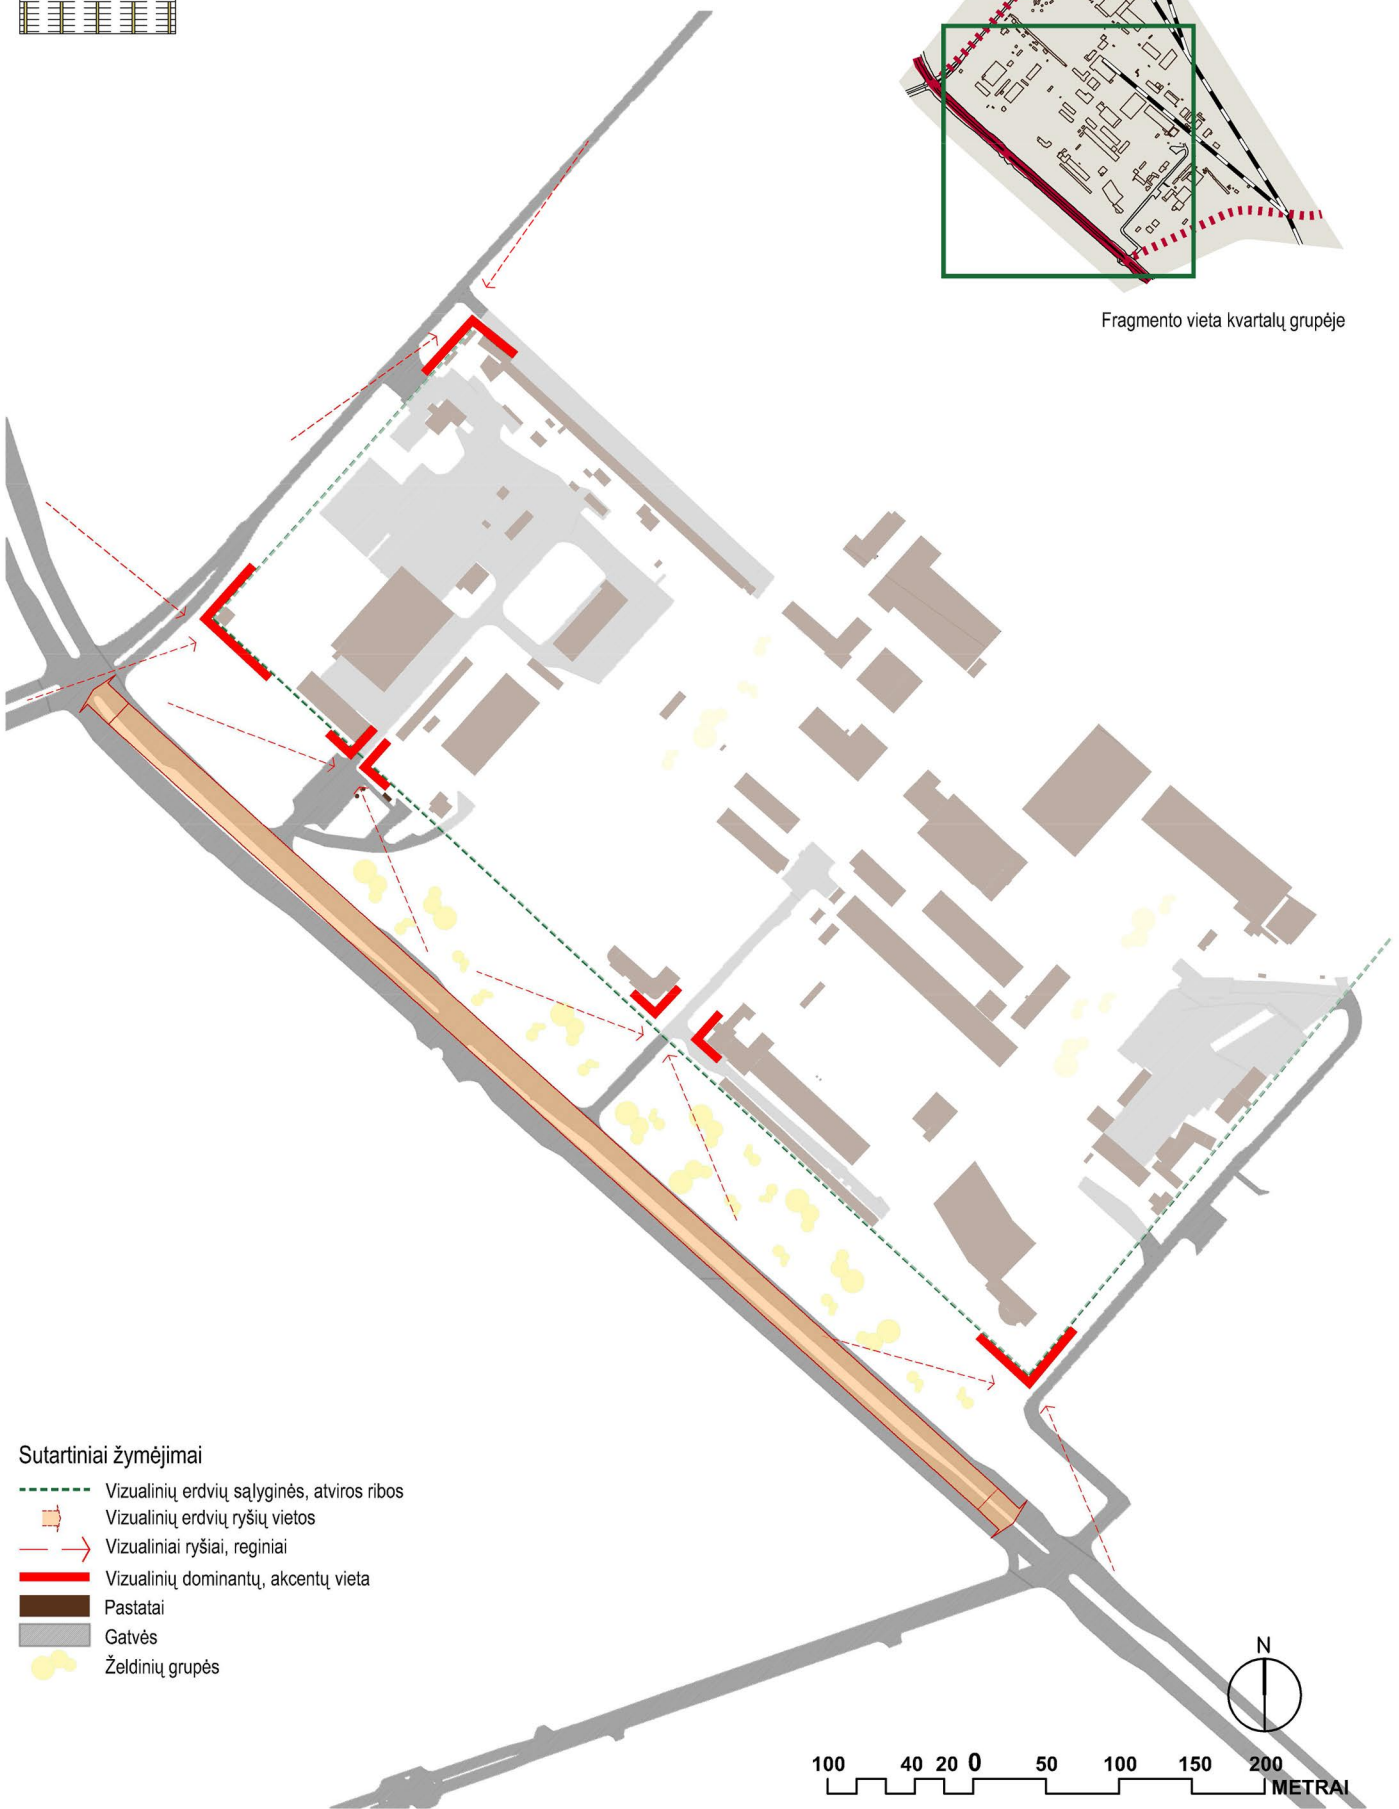 Fragmento vieta kvartalų grupėje
Sutartiniai žymėjimai
Vizualinių erdvių sąlyginės, atviros ribos
Vizualinių erdvių ryšių vietos
Vizualiniai ryšiai, reginiai
Vizualinių dominantų, akcentų vieta
Pastatai
Gatvės
Želdinių grupės
N
100 40 20 0 50 100 150 200
METRAI